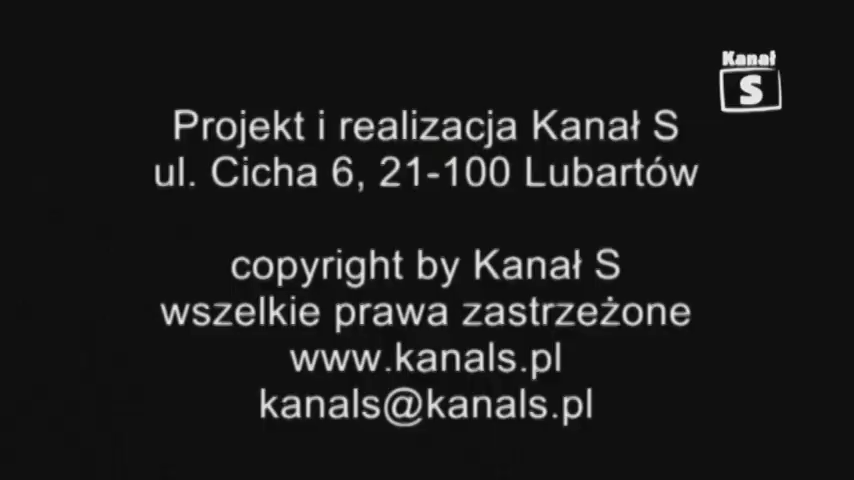 Kanał
S
Projekt i realizacja Kanał S
ul. Cicha 6, 21-100 Lubartów
copyright by Kanał S
wszelkie prawa zastrzeżone
www.kanals.pl
kanals@kanals.pl